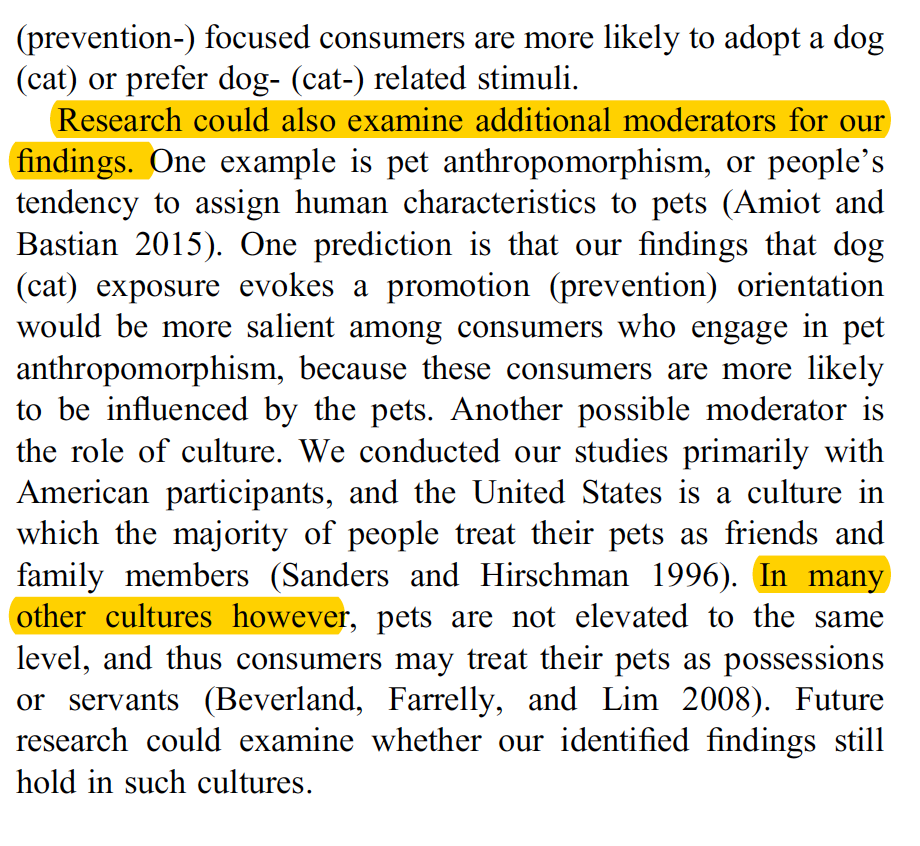 (prevention-) focused consumers are more likely to adopt a dog
(cat) or prefer dog- (cat-) related stimuli.
Research could also examine additional moderators for our
findings. One example is pet anthropomorphism, or people’s
tendency to assign human characteristics to pets (Amiot and
Bastian 2015). One prediction is that our findings that dog
(cat) exposure evokes a promotion (prevention) orientation
would be more salient among consumers who engage in pet
anthropomorphism, because these consumers are more likely
to be influenced by the pets. Another possible moderator is
the role of culture. We conducted our studies primarily with
American participants, and the United States is a culture in
which the majority of people treat their pets as friends and
family members (Sanders and Hirschman 1996). In many
other cultures however, pets are not elevated to the same
level, and thus consumers may treat their pets as possessions
or servants (Beverland, Farrelly, and Lim 2008). Future
research could examine whether our identified findings still
hold in such cultures.